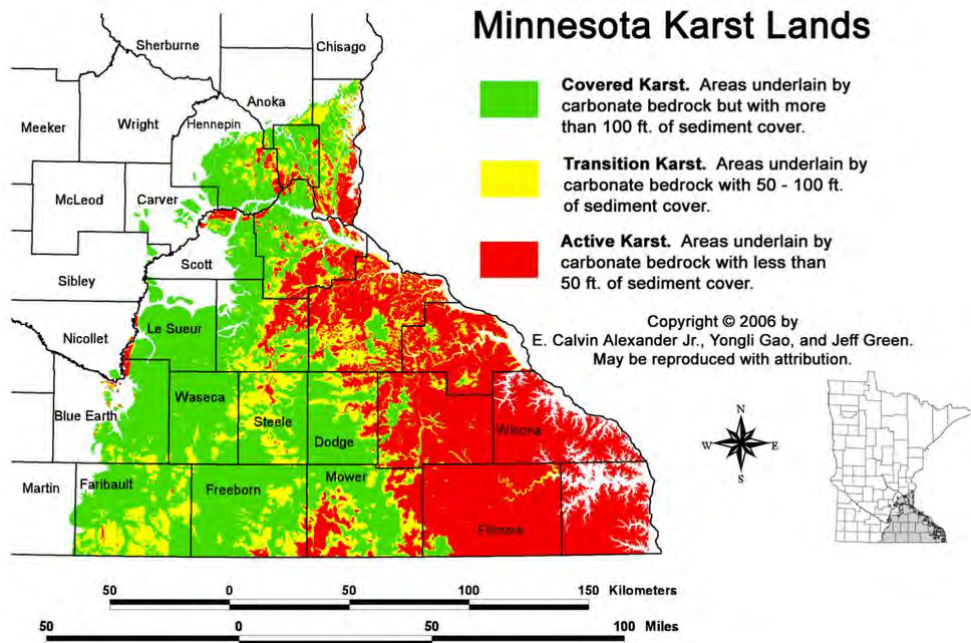 Minnesota Karst Lands
Covered Karst. Areas underlain by
carbonate bedrock but with more
than 100 ft. of sediment cover.
Transition Karst. Areas underlain by
carbonate bedrock with 50 - 100 ft.
of sediment cover.
Active Karst. Areas underlain by
carbonate bedrock with less than
50 ft. of sediment cover.
Copyright © 2006 by
E. Calvin Alexander Jr., Yongli Gao, and Jeff Green.
May be reproduced with attribution.
Sherburne
Chisago
Anoka
Meeker
Wright
Hennepin
McLeod
Carver
Scott
Sibley
Nicollet
Le Sueur
Blue Earth
Waseca
Steele
Dodge
Winona
Martin
Faribault
Freeborn
Mower
Fillmore
N
W E
S
50 0 50 100 150 Kilometers
50 0 50 100 Miles